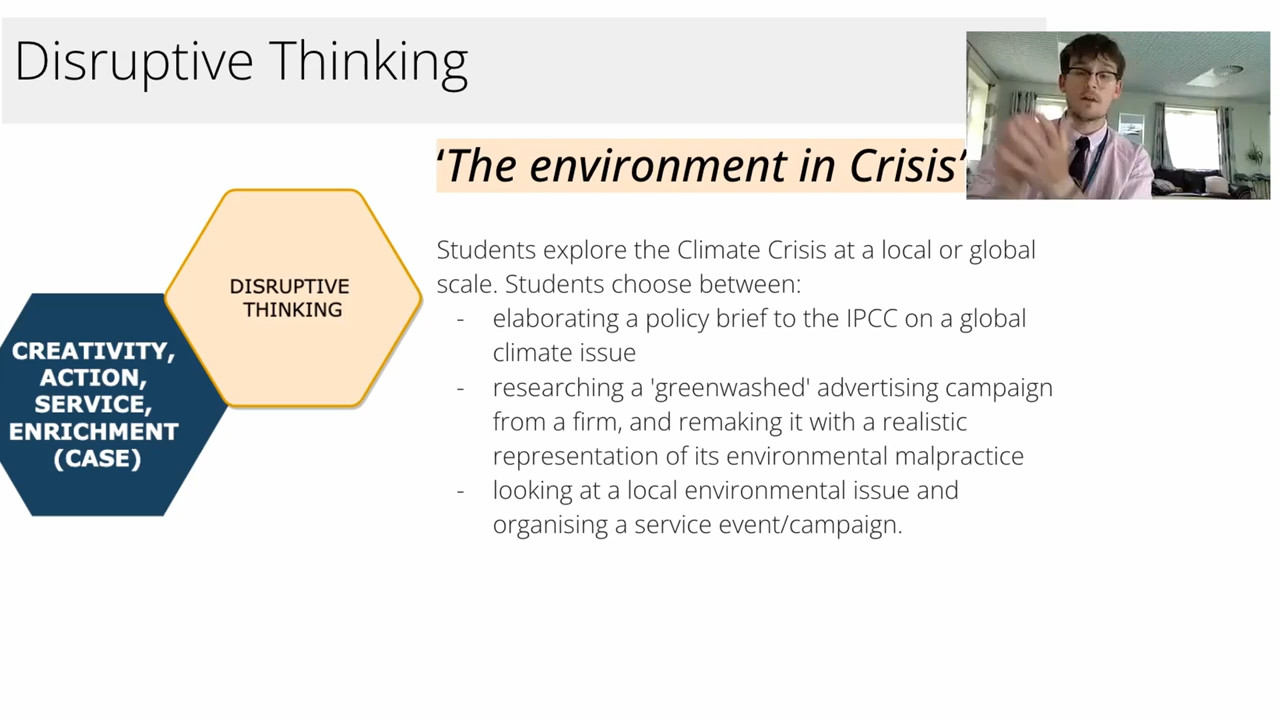 Disruptive Thinking
‘The environment in Crisis’
DISRUPTIVE
THINKING
CREATIVITY,
ACTION,
SERVICE,
ENRICHMENT
(CASE)
Students explore the Climate Crisis at a local or global
scale. Students choose between:
- elaborating a policy brief to the IPCC on a global
climate issue
- researching a 'greenwashed' advertising campaign
from a firm, and remaking it with a realistic
representation of its environmental malpractice
- looking at a local environmental issue and
organising a service event/campaign.